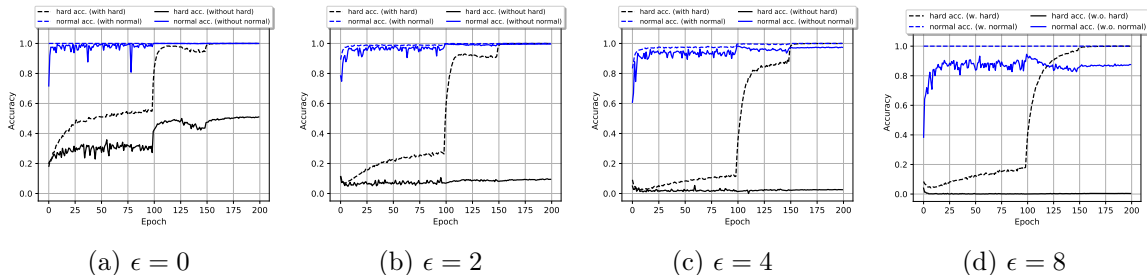 hard acc. (with hard)
normal acc. (with normal)
hard acc. (without hard)
normal acc. (without normal)
1.0
0.8
0.6
0.4
0.2
0.0
Accuracy
0 25 50 75 100 125 150 175 200
Epoch
(a) ϵ = 0
hard acc. (with hard)
normal acc. (with normal)
hard acc. (without hard)
normal acc. (without normal)
1.0
0.8
0.6
0.4
0.2
0.0
Accuracy
0 25 50 75 100 125 150 175 200
Epoch
(b) ϵ = 2
hard acc. (with hard)
normal acc. (with normal)
hard acc. (without hard)
normal acc. (without normal)
1.0
0.8
0.6
0.4
0.2
0.0
Accuracy
0 25 50 75 100 125 150 175 200
Epoch
(c) ϵ = 4
hard acc. (w. hard)
normal acc. (w. normal)
hard acc. (w.o. hard)
normal acc. (w.o. normal)
1.0
0.8
0.6
0.4
0.2
0.0
Accuracy
0 25 50 75 100 125 150 175 200
Epoch
(d) ϵ = 8